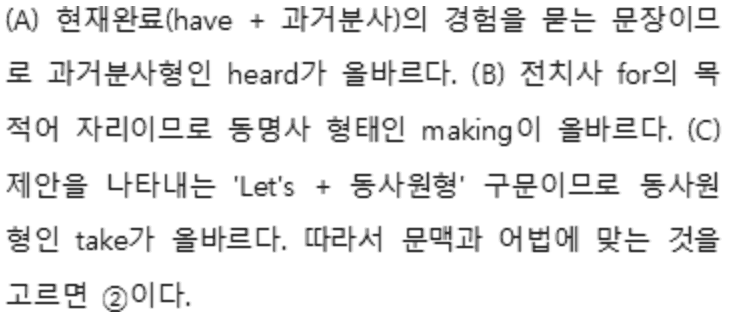 (A) 현재완료(have + 과거분사)의 경험을 묻는 문장이므
로 과거분사형인 heard가 올바르다. (B) 전치사 for의 목
적어 자리이므로 동명사 형태인 making이 올바르다. (C)
제안을 나타내는 'Let's + 동사원형' 구문이므로 동사원
형인 take가 올바르다. 따라서 문맥과 어법에 맞는 것을
고르면 ②이다.